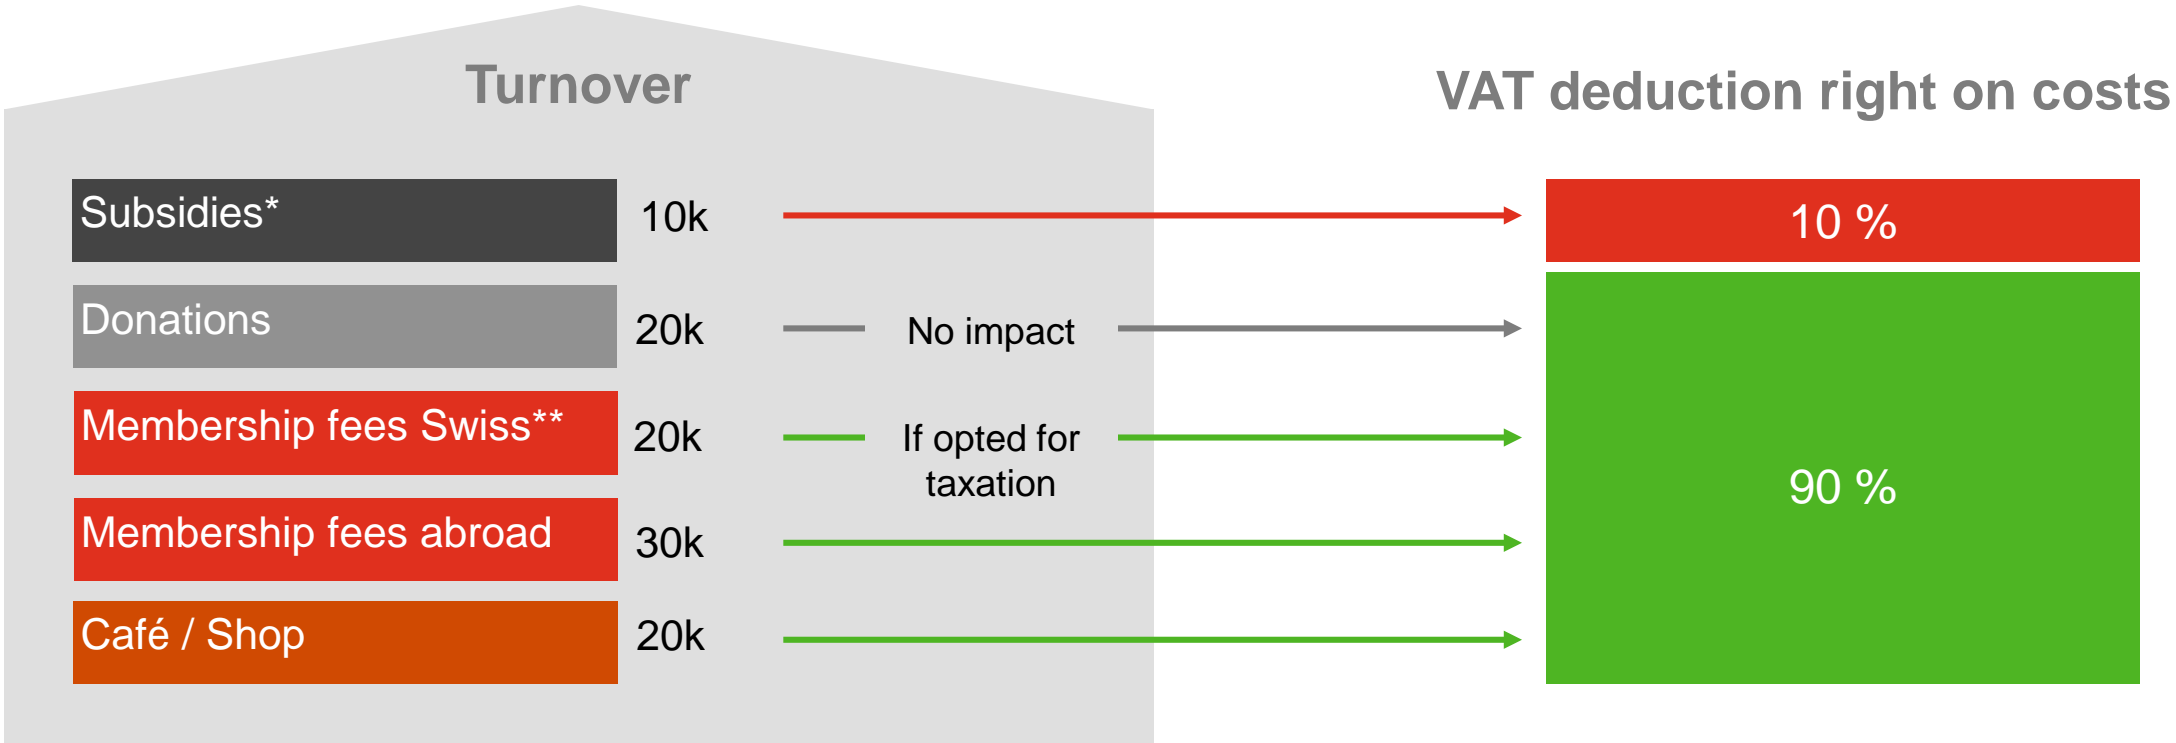 Turnover
VAT deduction right on costs
Subsidies*
10k
10 %
Donations
20k
No impact
Membership fees Swiss**
20k
If opted for
taxation
90 %
Membership fees abroad
30k
Café / Shop
20k